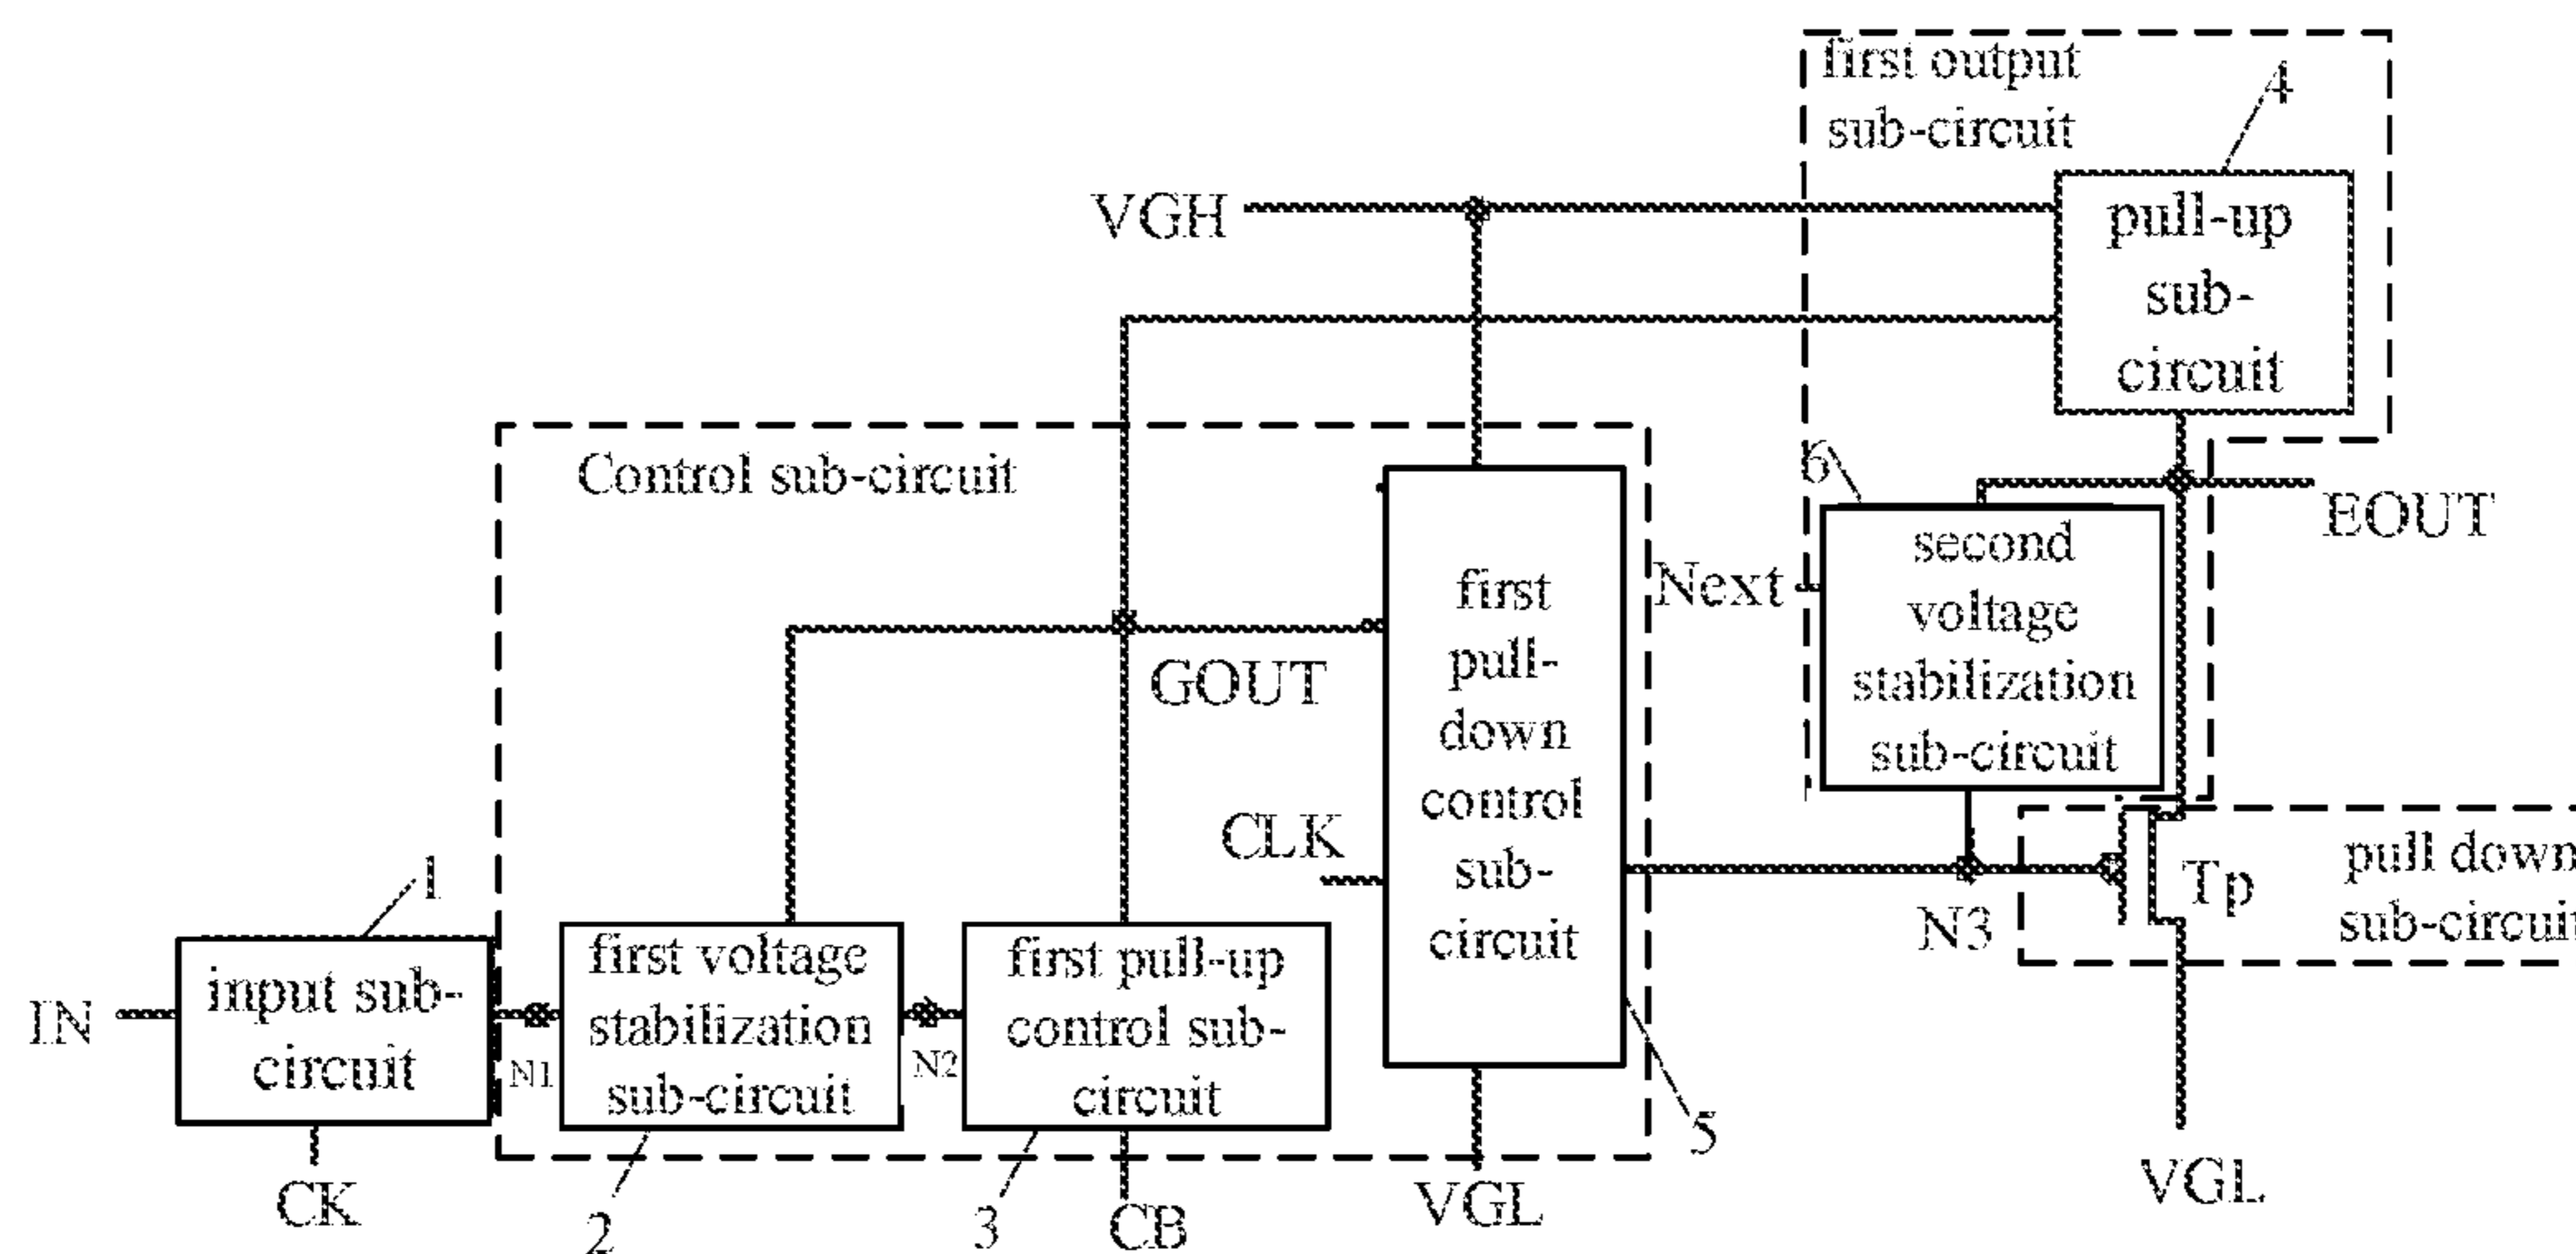 first output
sub-circuit
4
VGH
pull-up
sub-
circuit
Control sub-circuit
6
EOUT
second
voltage
stabilization
sub-circuit
Next
first
pull-
down
control
sub-
circuit
GOUT
CLK
1
pull down
sub-circuit
Tp
N3
IN
input sub-
circuit
N1
first voltage
stabilization
sub-circuit
N2
first pull-up
control sub-
circuit
5
CK
2
3
CB
VGL
VGL